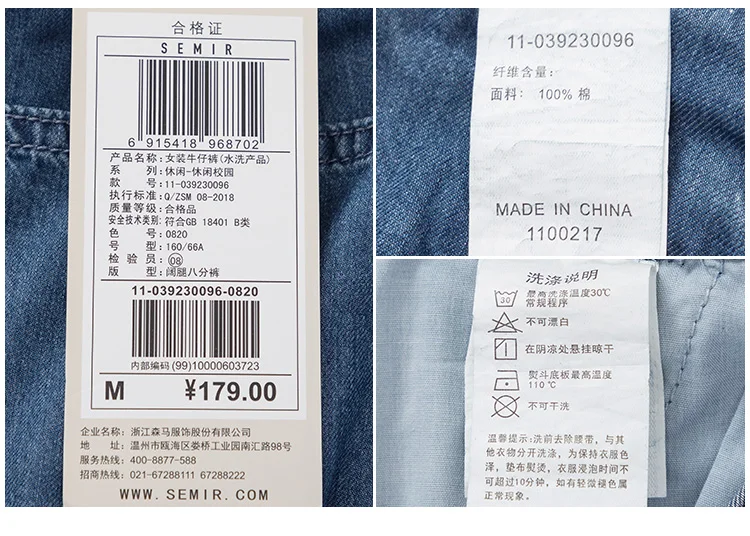 合格证
SEMIR
6 915418 968702
产品名称:女装牛仔裤(水洗产品)
系 列:休闲-休闲校园
款 号:11-039230096
执行标准:Q/ZSM 08-2018
质量等级:合格品
安全技术类别:符合GB 18401 B类
色 号:0820
号 型:160/66A
检 验 员:08
版 型:阔腿八分裤
11-039230096-0820
内部编码(99)10000603723
M ¥179.00
企业名称:浙江森马服饰股份有限公司
地 址:温州市瓯海区娄桥工业园南汇路98号
服务热线:400-8877-588
招商热线:021-67288111 67288222
WWW.SEMIR.COM
11-039230096
纤维含量:
面料: 100% 棉
MADE IN CHINA
1100217
洗涤说明
30
最高洗涤温度30℃
常规程序
不可漂白
在阴凉处悬挂晾干
熨斗底板最高温度
110℃
不可干洗
温馨提示:洗前去除腰带,与其
他衣物分开洗涤,为保持衣服色
泽,垫布熨烫,衣服浸泡时间不
可超过10分钟,如有轻微褪色属
正常现象。